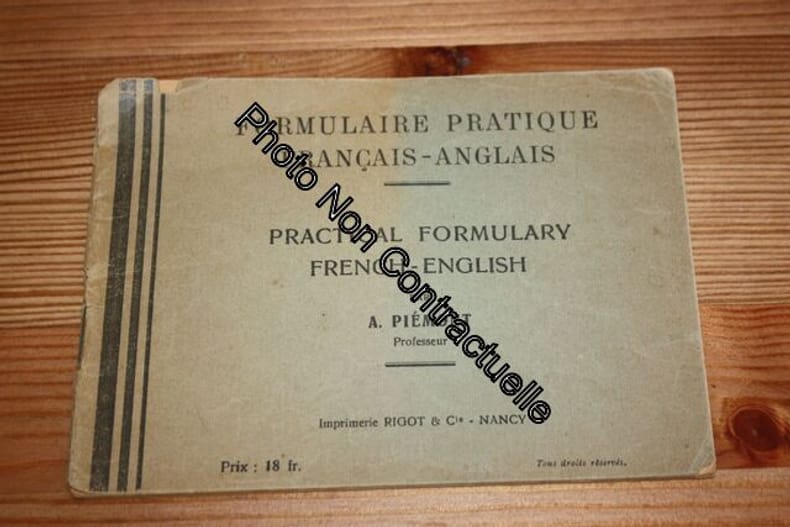 FORMULAIRE PRATIQUE
FRANÇAIS-ANGLAIS
PRACTICAL FORMULARY
FRENCH-ENGLISH
A. PIÉMONT
Professeur
Imprimerie RIGOT & Cie - NANCY
Prix : 18 fr.
Tous droits réservés.
Photo Non Contractuelle